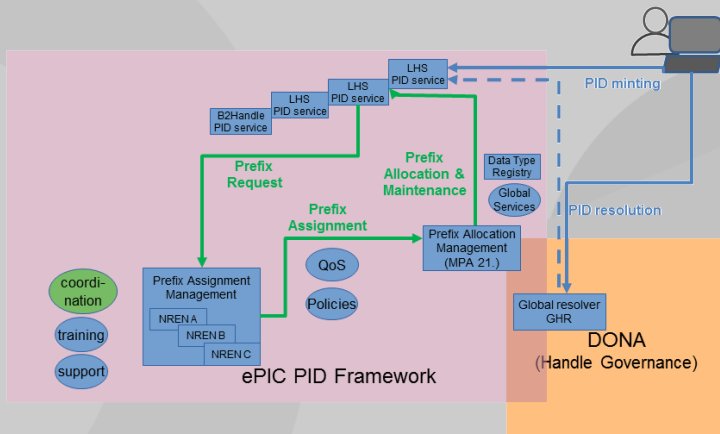 LHS
PID service
LHS
PID service
LHS
PID service
B2Handle
PID service
PID minting
Prefix
Request
Prefix
Allocation &
Maintenance
Data Type
Registry
Global
Services
Prefix
Assignment
PID resolution
Prefix Allocation
Management
(MPA 21.)
QoS
Policies
coordi-
nation
training
support
Prefix Assignment
Management
NREN A
NREN B
NREN C
Global resolver
GHR
DONA
(Handle Governance)
ePIC PID Framework